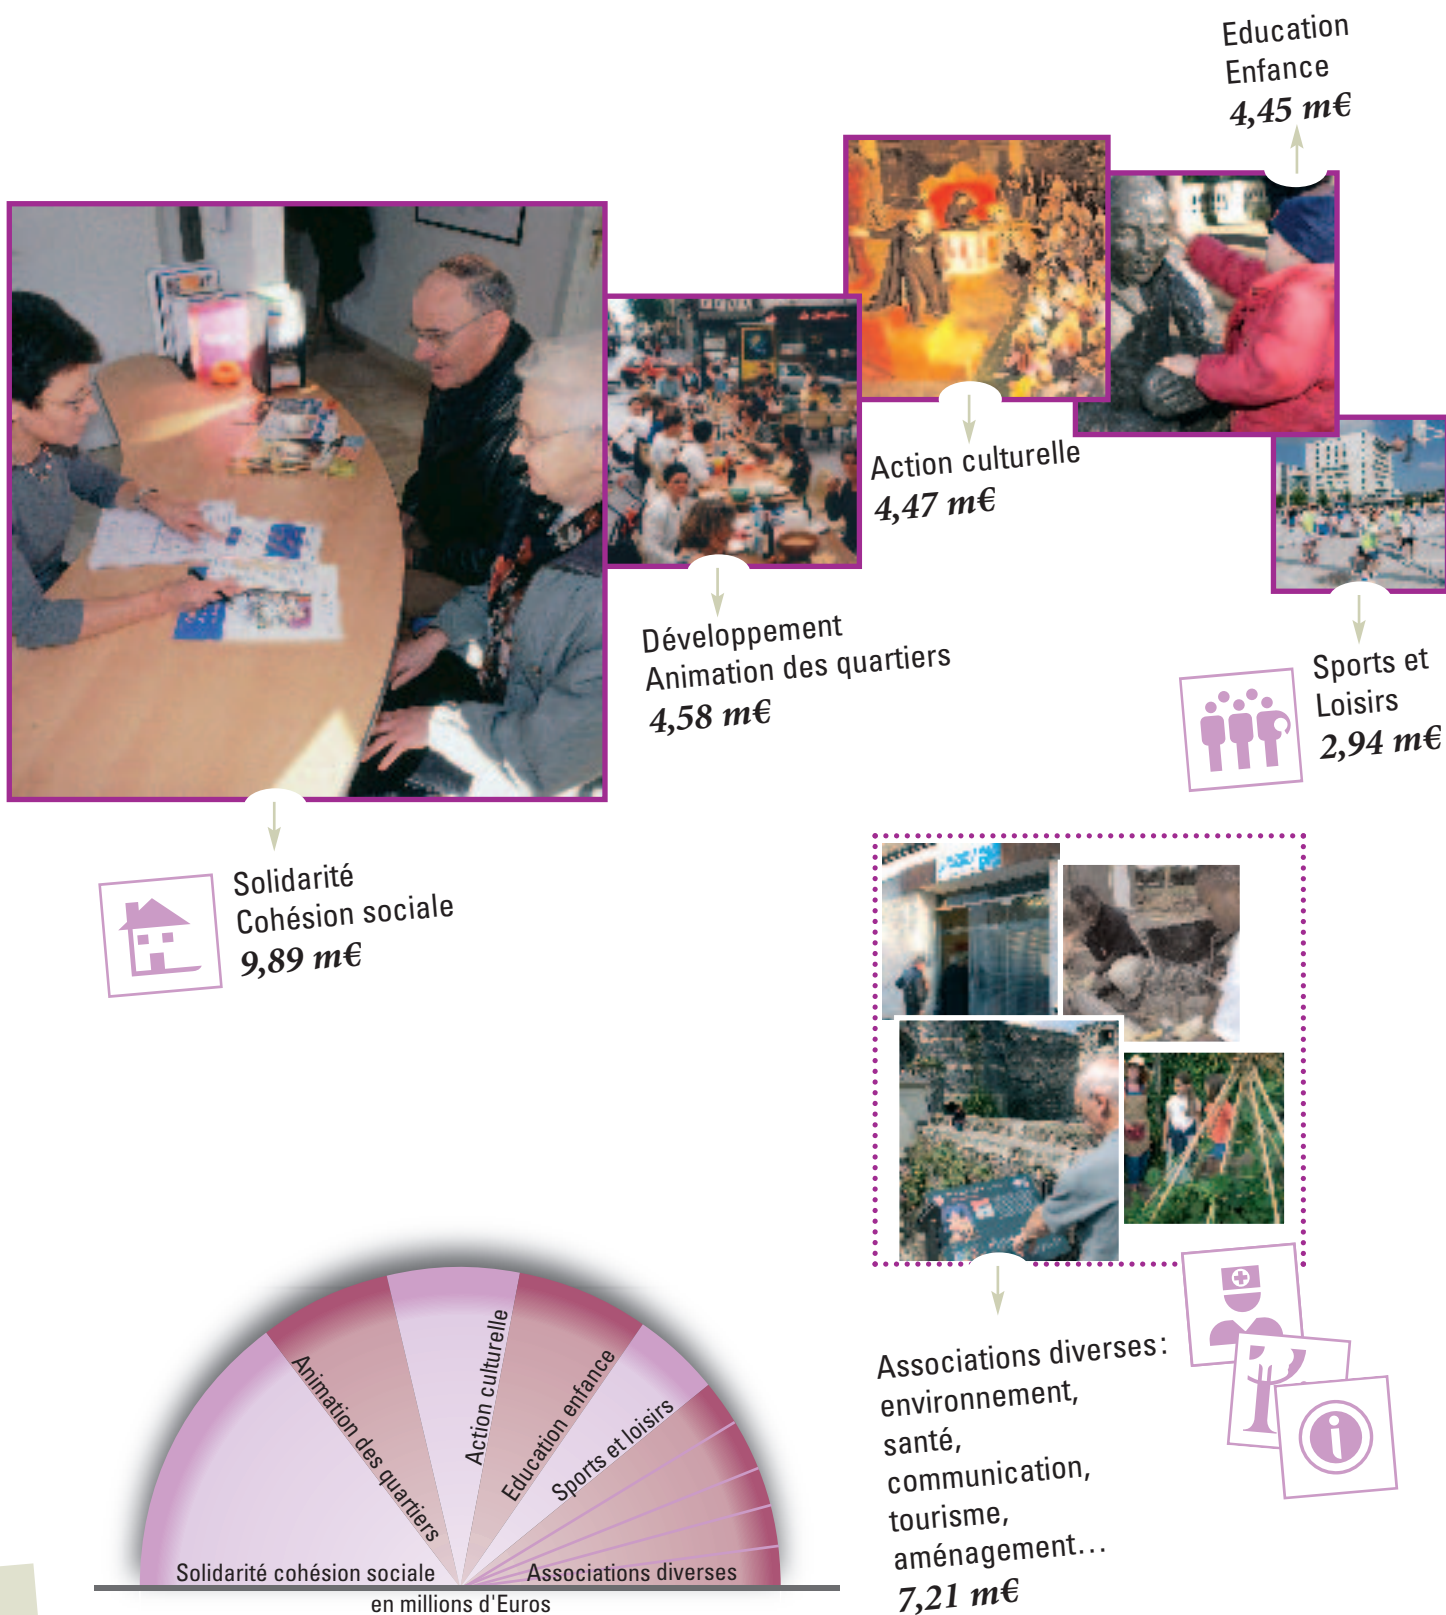 Education
Enfance
4,45 m€
Action culturelle
4,47 m€
Développement
Animation des quartiers
4,58 m€
Sports et
Loisirs
2,94 m€
Solidarité
Cohésion sociale
9,89 m€
Associations diverses:
environnement,
santé,
communication,
tourisme,
aménagement...
7,21 m€
Solidarité cohésion sociale
Animation des quartiers
Action culturelle
Education enfance
Sports et loisirs
Associations diverses
en millions d'Euros